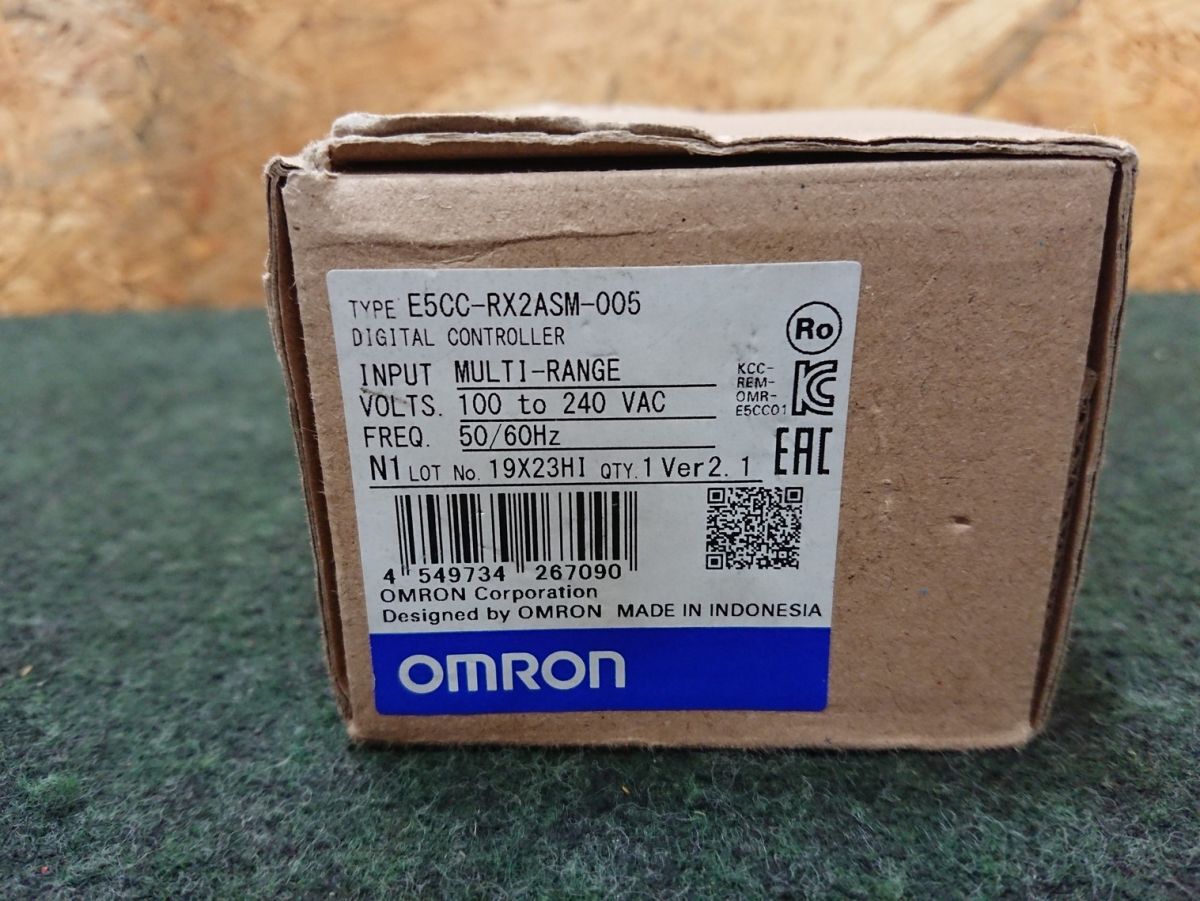 TYPE E5CC-RX2ASM-005
DIGITAL CONTROLLER
Ro
INPUT MULTI-RANGE
VOLTS. 100 to 240 VAC
FREQ. 50/60Hz
KCC-
REM-
OMR-
E5CC01
EAC
N1 LOT No. 19X23HI QTY. 1 Ver2. 1
4 549734 267090
OMRON Corporation
Designed by OMRON MADE IN INDONESIA
OMRON